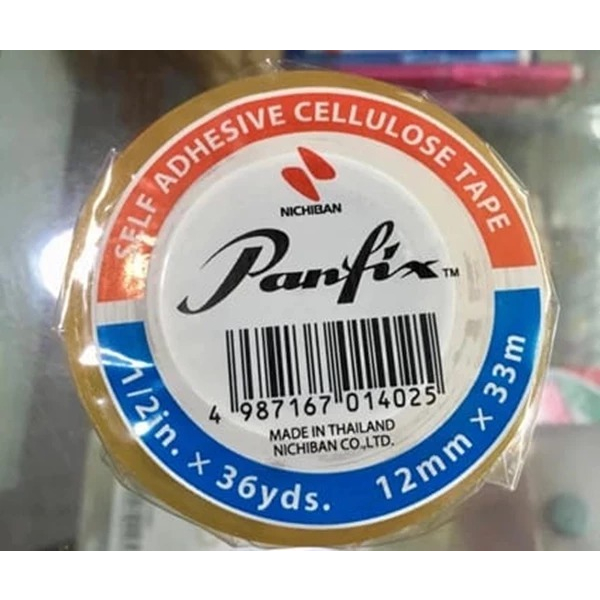 SELF ADHESIVE CELLULOSE TAPE
NICHIBAN
Panfix™
4 987167 014025
MADE IN THAILAND
NICHIBAN CO.,LTD.
1/2in. × 36yds. 12mm × 33m